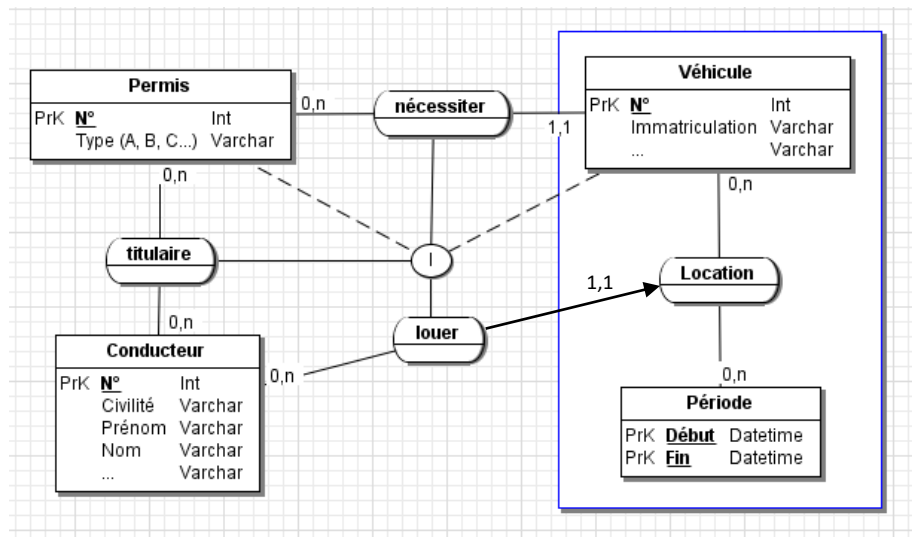 Permis
PrK N° Int
Type (A, B, C...) Varchar
0,n
nécessiter
1,1
Véhicule
PrK N° Int
Immatriculation Varchar
... Varchar
0,n
0,n
titulaire
I
Location
1,1
0,n
louer
0,n
Conducteur
PrK N° Int
Civilité Varchar
Prénom Varchar
Nom Varchar
... Varchar
0,n
Période
PrK Début Datetime
PrK Fin Datetime